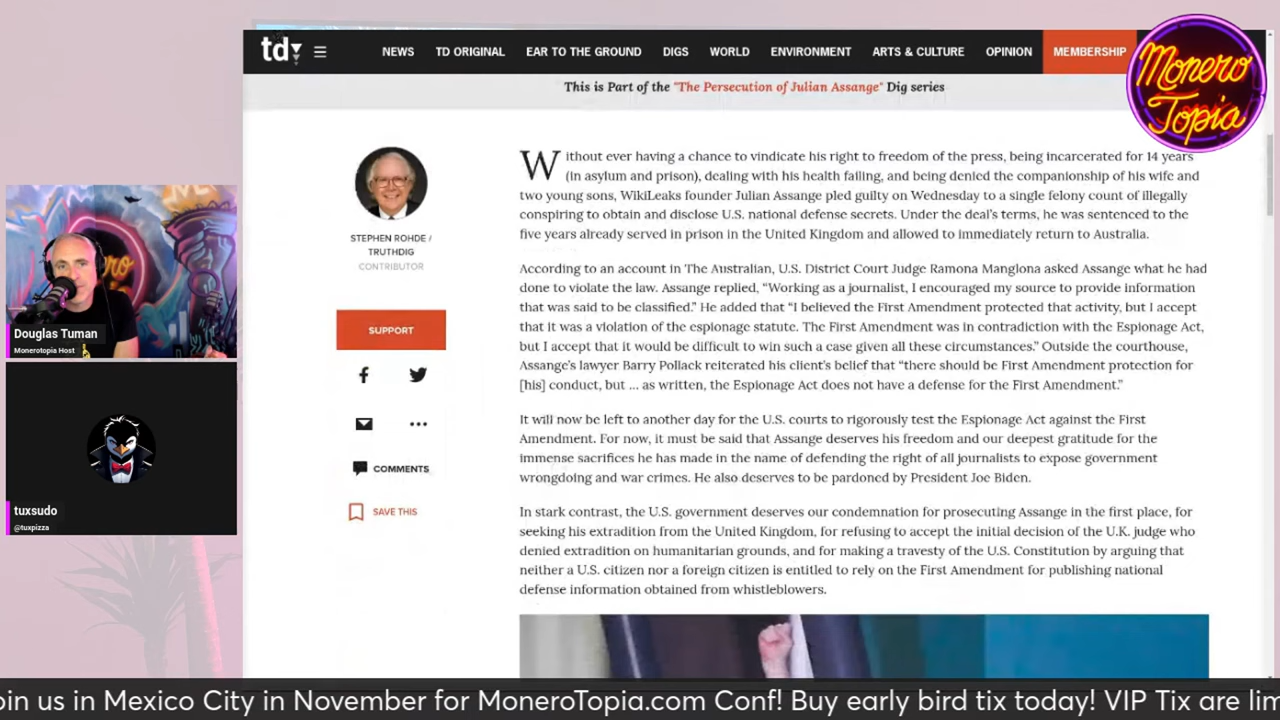 td
NEWS TD ORIGINAL EAR TO THE GROUND DIGS WORLD ENVIRONMENT ARTS & CULTURE OPINION MEMBERSHIP
Monero
Topia
This is Part of the "The Persecution of Julian Assange" Dig series
STEPHEN ROHDE /
TRUTHDIG
CONTRIBUTOR
SUPPORT
COMMENTS
SAVE THIS
Without ever having a chance to vindicate his right to freedom of the press, being incarcerated for 14 years
(in asylum and prison), dealing with his health failing, and being denied the companionship of his wife and
two young sons, WikiLeaks founder Julian Assange pled guilty on Wednesday to a single felony count of illegally
conspiring to obtain and disclose U.S. national defense secrets. Under the deal's terms, he was sentenced to the
five years already served in prison in the United Kingdom and allowed to immediately return to Australia.
According to an account in The Australian, U.S. District Court Judge Ramona Manglona asked Assange what he had
done to violate the law. Assange replied, “Working as a journalist, I encouraged my source to provide information
that was said to be classified.” He added that “I believed the First Amendment protected that activity, but I accept
that it was a violation of the espionage statute. The First Amendment was in contradiction with the Espionage Act,
but I accept that it would be difficult to win such a case given all these circumstances.” Outside the courthouse,
Assange's lawyer Barry Pollack reiterated his client's belief that “there should be First Amendment protection for
[his] conduct, but ... as written, the Espionage Act does not have a defense for the First Amendment.”
It will now be left to another day for the U.S. courts to rigorously test the Espionage Act against the First
Amendment. For now, it must be said that Assange deserves his freedom and our deepest gratitude for the
immense sacrifices he has made in the name of defending the right of all journalists to expose government
wrongdoing and war crimes. He also deserves to be pardoned by President Joe Biden.
In stark contrast, the U.S. government deserves our condemnation for prosecuting Assange in the first place, for
seeking his extradition from the United Kingdom, for refusing to accept the initial decision of the U.K. judge who
denied extradition on humanitarian grounds, and for making a travesty of the U.S. Constitution by arguing that
neither a U.S. citizen nor a foreign citizen is entitled to rely on the First Amendment for publishing national
defense information obtained from whistleblowers.
Douglas Tuman
Monerotopia Host
tuxsudo
@tuxpizza
oin us in Mexico City in November for MoneroTopia.com Conf! Buy early bird tix today! VIP Tix are lin